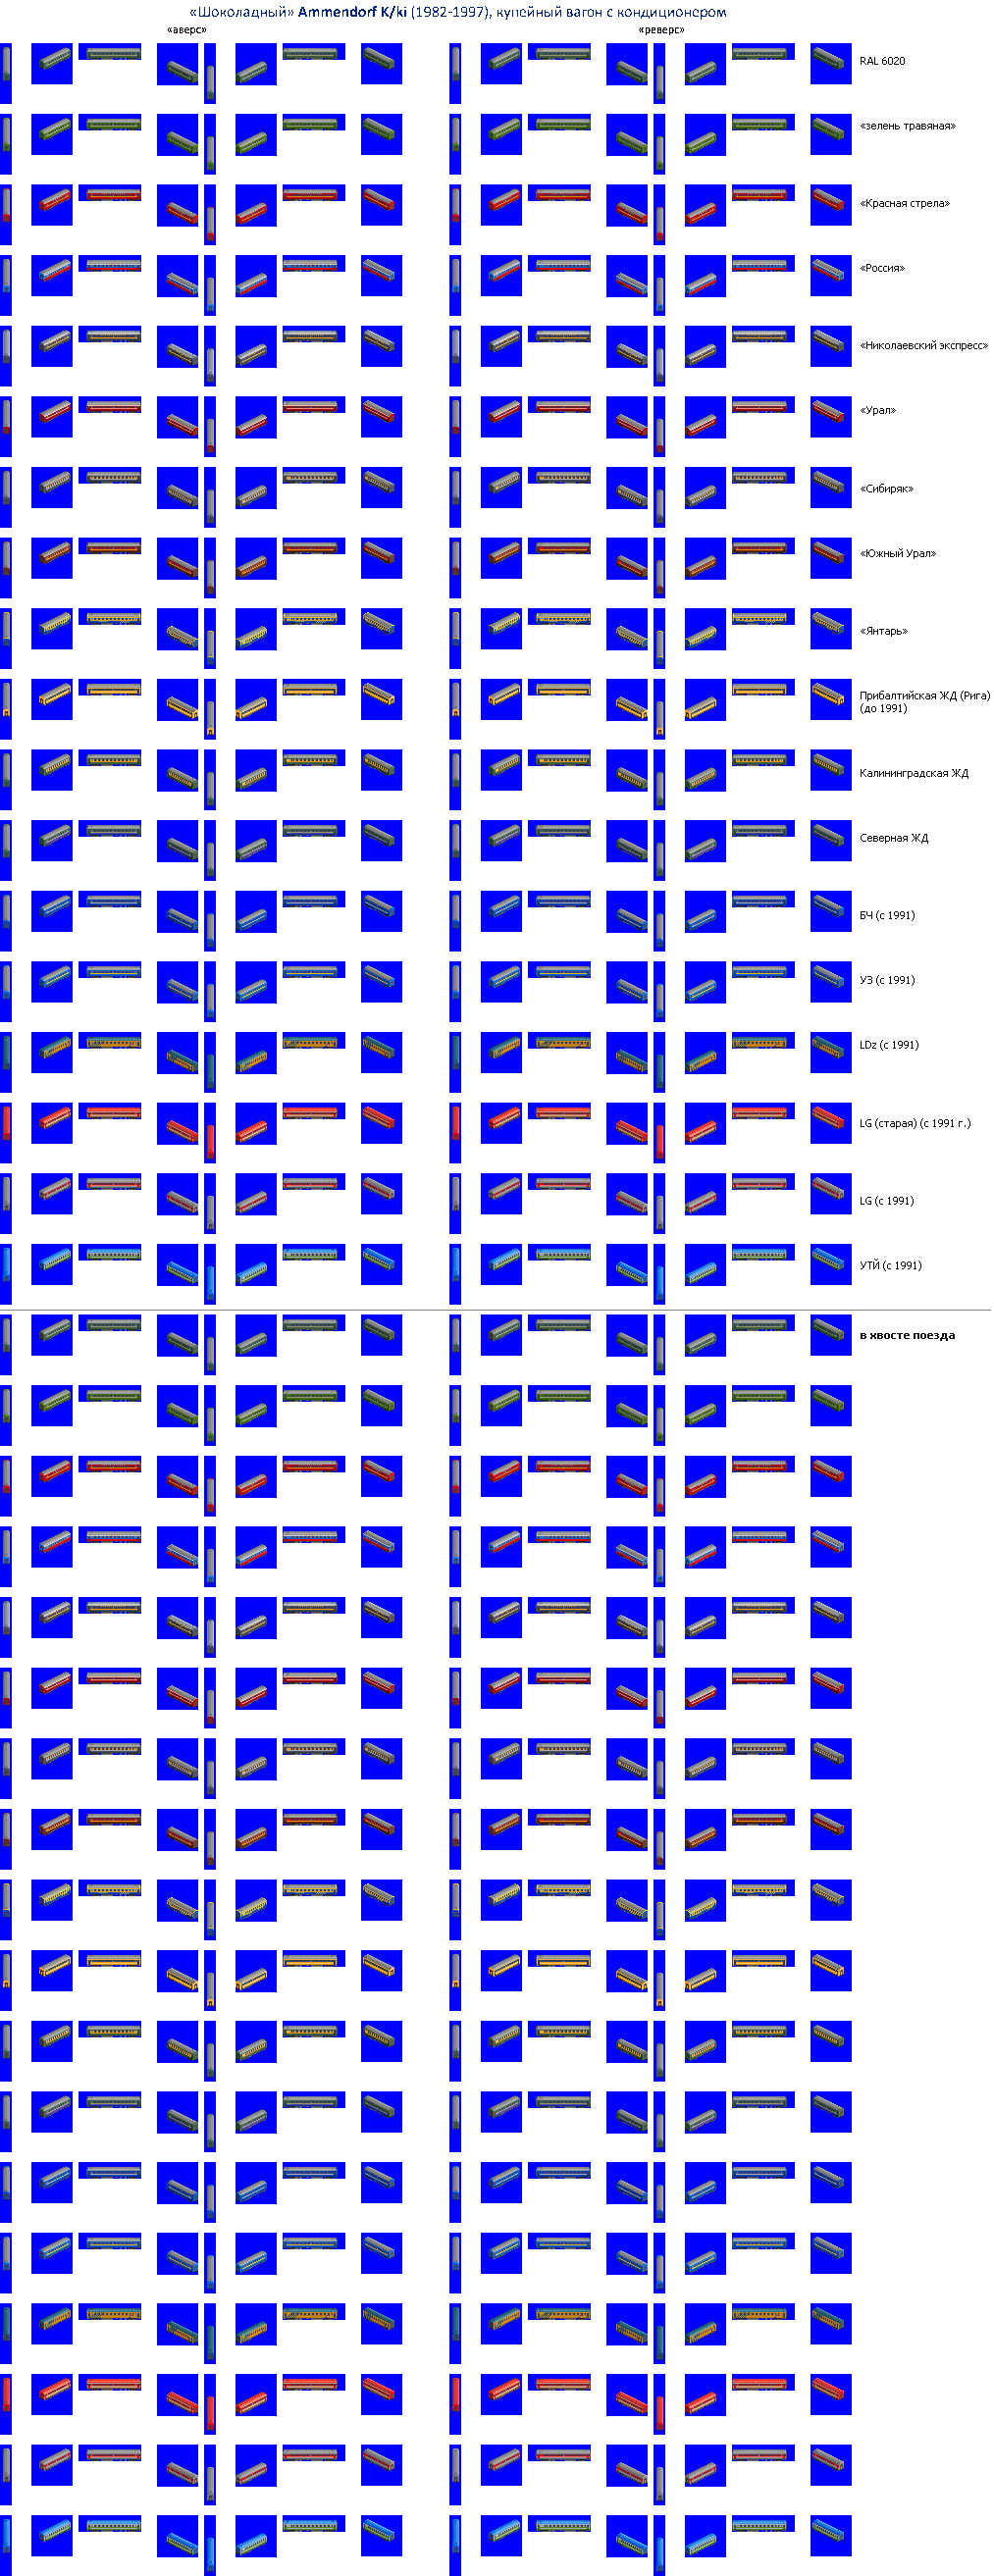 «Шоколадный» Ammendorf K/ki (1982-1997), купейный вагон с кондиционером
«аверс»
«реверс»
RAL 6020
«зелень травяная»
«Красная стрела»
«Россия»
«Николаевский экспресс»
«Урал»
«Сибиряк»
«Южный Урал»
«Янтарь»
Прибалтийская ЖД (Рига)
(до 1991)
Калининградская ЖД
Северная ЖД
БЧ (с 1991)
УЗ (с 1991)
LDz (с 1991)
LG (старая) (с 1991 г.)
LG (с 1991)
УТЙ (с 1991)
в хвосте поезда